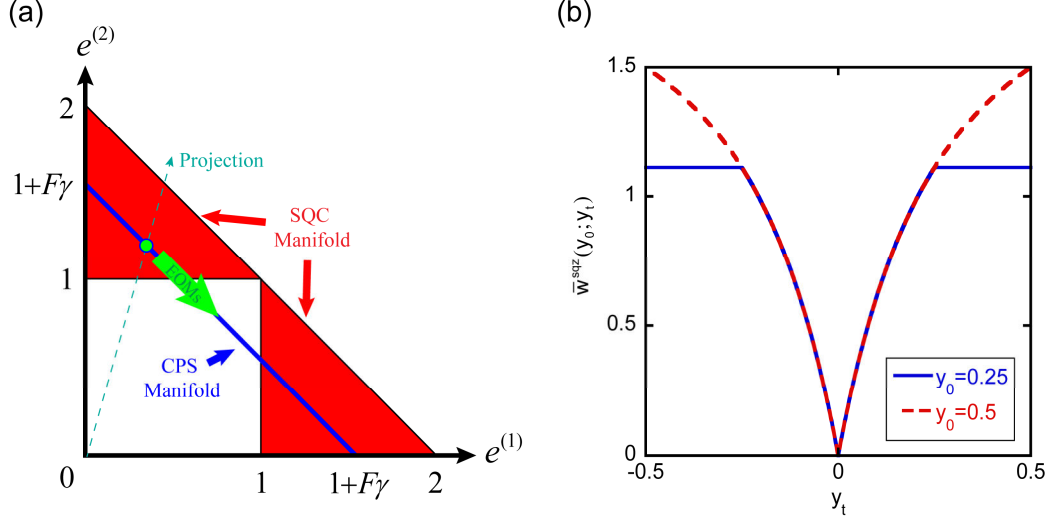 (a)
e(2)
2
Projection
1+Fγ
SQC
Manifold
1
EOMs
CPS
Manifold
0
1
1+Fγ
2
e(1)
(b)
1.5
1
0.5
0
w̅sqz(y0;yt)
y0=0.25
y0=0.5
-0.5
0
0.5
yt